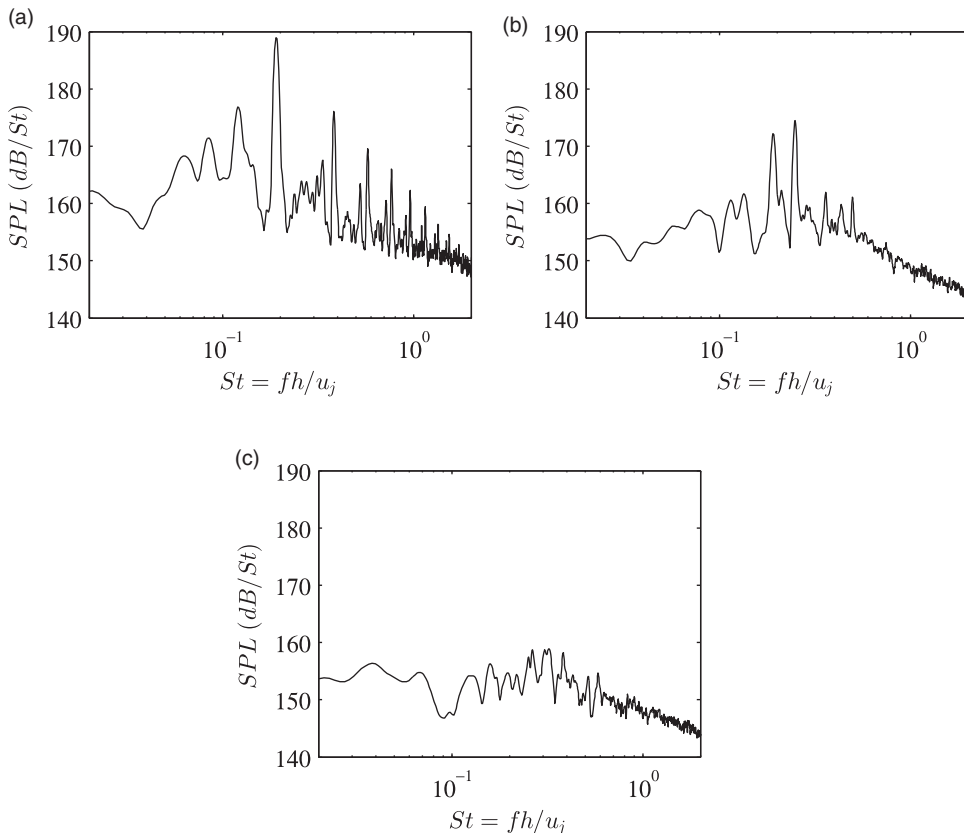 (a)
190
180
170
160
150
140
SPL (dB/St)
10^{-1}
10^{0}
St = fh/u_j
(b)
190
180
170
160
150
140
SPL (dB/St)
10^{-1}
10^{0}
St = fh/u_j
(c)
190
180
170
160
150
140
SPL (dB/St)
10^{-1}
10^{0}
St = fh/u_j